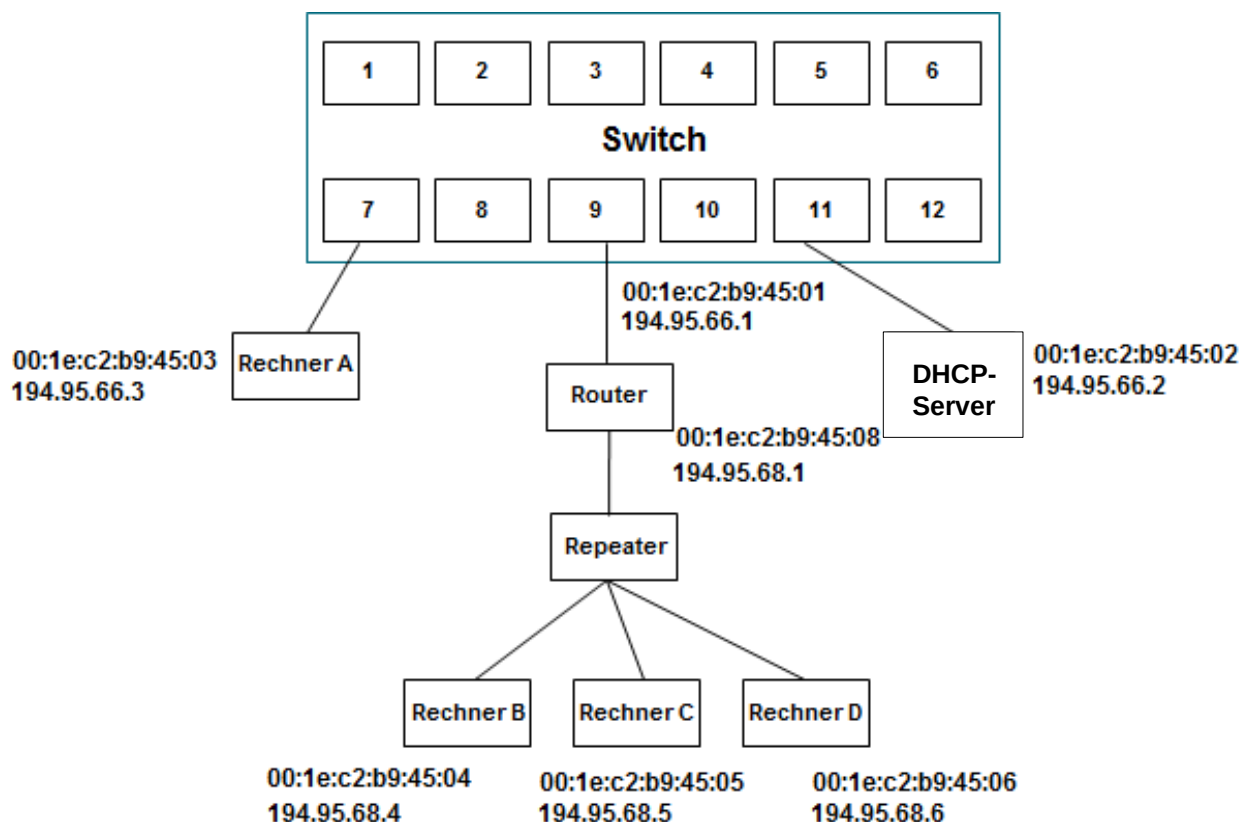 1 2 3 4 5 6
Switch
7 8 9 10 11 12
00:1e:c2:b9:45:01
194.95.66.1
Rechner A
00:1e:c2:b9:45:03
194.95.66.3
Router
DHCP-
Server
00:1e:c2:b9:45:02
194.95.66.2
00:1e:c2:b9:45:08
194.95.68.1
Repeater
Rechner B
Rechner C
Rechner D
00:1e:c2:b9:45:04
194.95.68.4
00:1e:c2:b9:45:05
194.95.68.5
00:1e:c2:b9:45:06
194.95.68.6